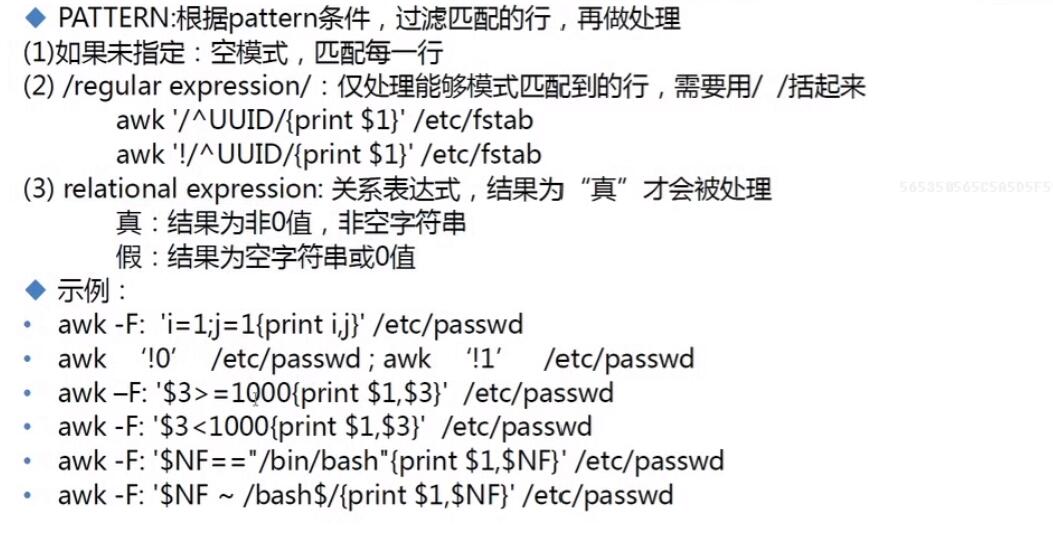 ◆ PATTERN:根据pattern条件，过滤匹配的行，再做处理
(1)如果未指定：空模式，匹配每一行
(2) /regular expression/：仅处理能够模式匹配到的行，需要用/ /括起来
awk '/^UUID/{print $1}' /etc/fstab
awk '!/^UUID/{print $1}' /etc/fstab
(3) relational expression: 关系表达式，结果为“真”才会被处理
真：结果为非0值，非空字符串
假：结果为空字符串或0值
◆ 示例：
• awk -F: 'i=1;j=1{print i,j}' /etc/passwd
• awk ‘!0’ /etc/passwd ; awk ‘!1’ /etc/passwd
• awk –F: '$3>=1000{print $1,$3}' /etc/passwd
• awk -F: '$3<1000{print $1,$3}' /etc/passwd
• awk -F: '$NF=="/bin/bash"{print $1,$NF}' /etc/passwd
• awk -F: '$NF ~ /bash$/{print $1,$NF}' /etc/passwd